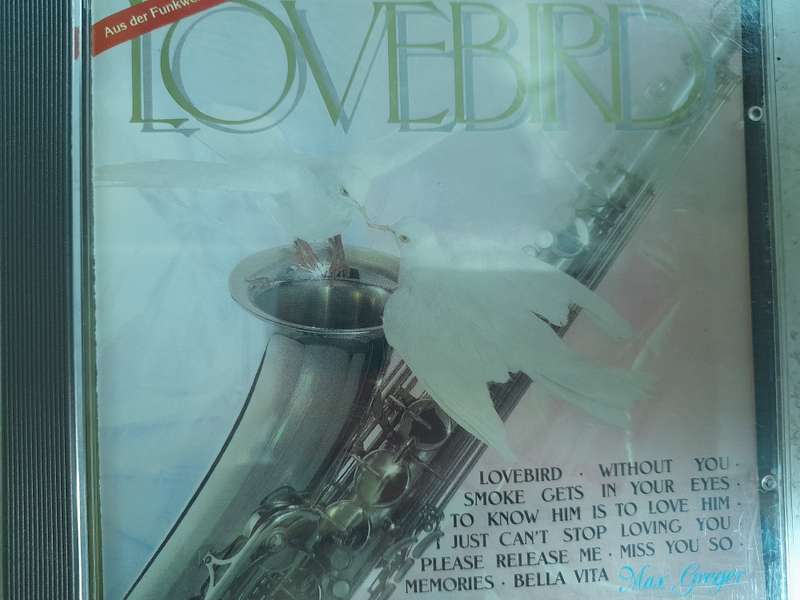 Aus der Funkwe
LOVEBIRD
LOVEBIRD · WITHOUT YOU ·
SMOKE GETS IN YOUR EYES ·
TO KNOW HIM IS TO LOVE HIM ·
I JUST CAN'T STOP LOVING YOU
PLEASE RELEASE ME · MISS YOU SO ·
MEMORIES · BELLA VITA Max Greger